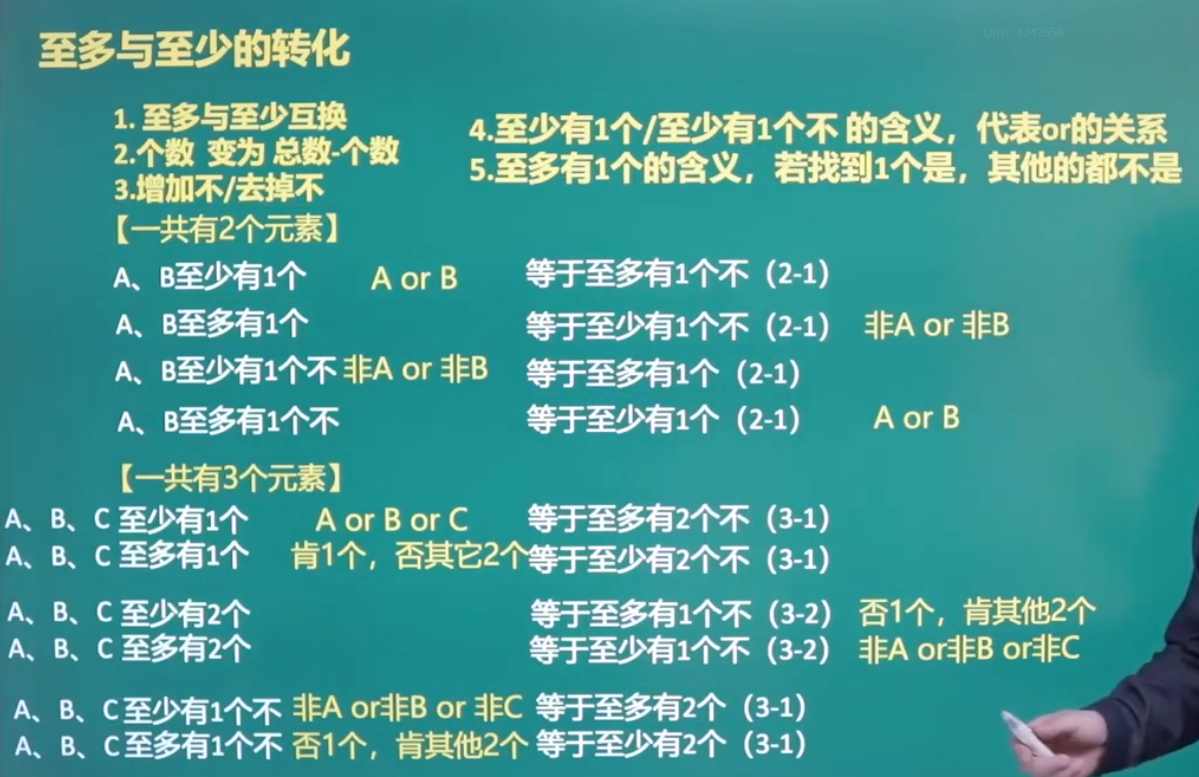 UID: 5243556
至多与至少的转化
1. 至多与至少互换
2.个数 变为 总数-个数
3.增加不/去掉不
4.至少有1个/至少有1个不 的含义，代表or的关系
5.至多有1个的含义，若找到1个是，其他的都不是
【一共有2个元素】
A、B至少有1个 A or B 等于至多有1个不（2-1）
A、B至多有1个 等于至少有1个不（2-1） 非A or 非B
A、B至少有1个不 非A or 非B 等于至多有1个（2-1）
A、B至多有1个不 等于至少有1个（2-1） A or B
【一共有3个元素】
A、B、C 至少有1个 A or B or C 等于至多有2个不（3-1）
A、B、C 至多有1个 肯1个，否其它2个 等于至少有2个不（3-1）
A、B、C 至少有2个 等于至多有1个不（3-2） 否1个，肯其他2个
A、B、C 至多有2个 等于至少有1个不（3-2） 非A or非B or非C
A、B、C至少有1个不 非A or非B or 非C 等于至多有2个（3-1）
A、B、C至多有1个不 否1个，肯其他2个 等于至少有2个（3-1）